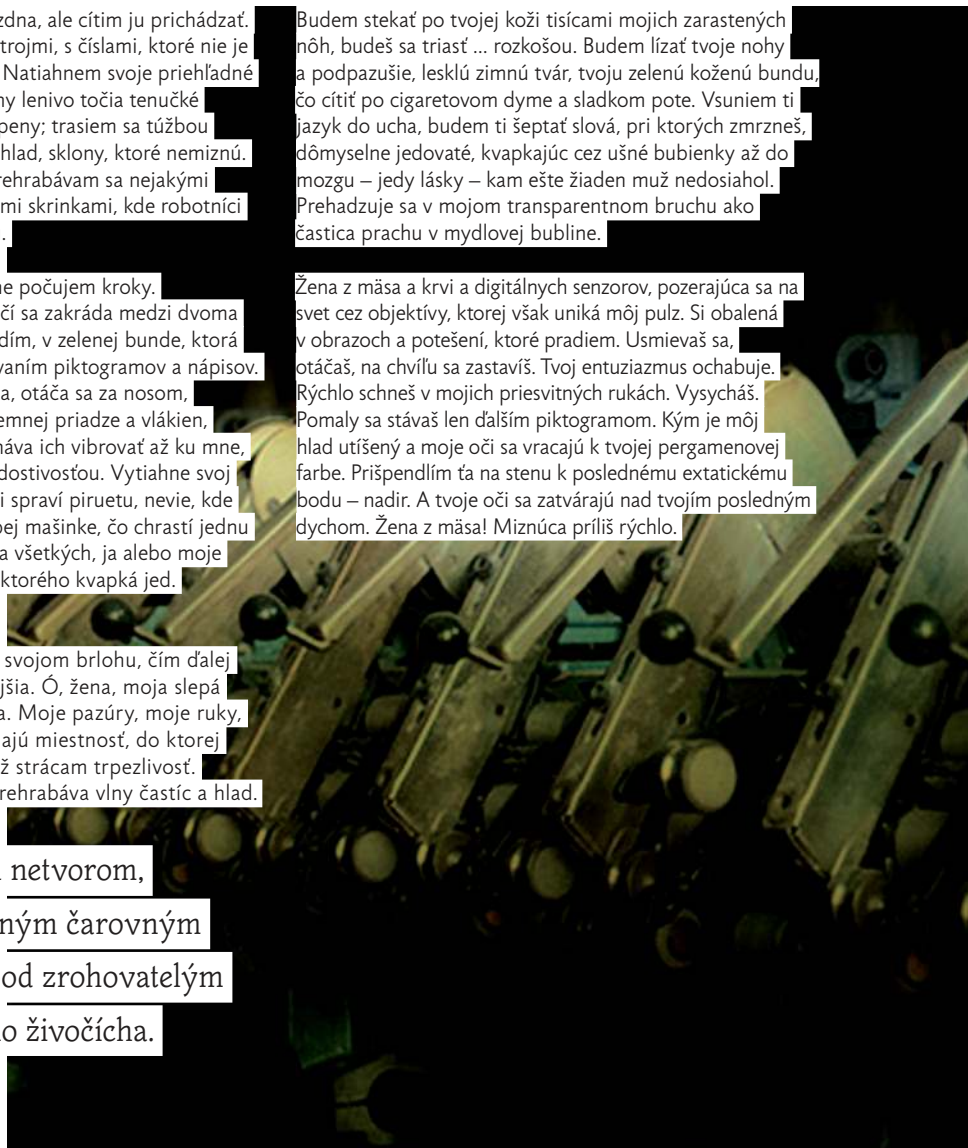 zdna, ale cítim ju prichádzať.
trojmi, s číslami, ktoré nie je
Natiahnem svoje priehľadné
ny lenivo točia tenučké
peny; trasiem sa túžbou
hlad, sklony, ktoré nemiznú.
rehrabávam sa nejakými
mi skrinkami, kde robotníci
.
ne počujem kroky.
čí sa zakráda medzi dvoma
dím, v zelenej bunde, ktorá
vaním piktogramov a nápisov.
a, otáča sa za nosom,
emnej priadze a vlákien,
háva ich vibrovať až ku mne,
dostivosťou. Vytiahne svoj
i spraví piruetu, nevie, kde
bej mašinke, čo chrastí jednu
a všetkých, ja alebo moje
ktorého kvapká jed.
svojom brlohu, čím ďalej
jšia. Ó, žena, moja slepá
a. Moje pazúry, moje ruky,
ajú miestnosť, do ktorej
ž strácam trpezlivosť.
rehrabáva vlny častíc a hlad.
netvorom,
ným čarovným
od zrohovatelým
o živočícha.
Budem stekať po tvojej koži tisícami mojich zarastených
nôh, budeš sa triasť ... rozkošou. Budem lízať tvoje nohy
a podpazušie, lesklú zimnú tvár, tvoju zelenú koženú bundu,
čo cítiť po cigaretovom dyme a sladkom pote. Vsuniem ti
jazyk do ucha, budem ti šeptať slová, pri ktorých zmrzneš,
dômyselne jedovaté, kvapkajúc cez ušné bubienky až do
mozgu – jedy lásky – kam ešte žiaden muž nedosiahol.
Prehadzuje sa v mojom transparentnom bruchu ako
častica prachu v mydlovej bubline.
Žena z mäsa a krvi a digitálnych senzorov, pozerajúca sa na
svet cez objektívy, ktorej však uniká môj pulz. Si obalená
v obrazoch a potešení, ktoré pradiem. Usmievaš sa,
otáčaš, na chvíľu sa zastavíš. Tvoj entuziazmus ochabuje.
Rýchlo schneš v mojich priesvitných rukách. Vysycháš.
Pomaly sa stávaš len ďalším piktogramom. Kým je môj
hlad utíšený a moje oči sa vracajú k tvojej pergamenovej
farbe. Prišpendlím ťa na stenu k poslednému extatickému
bodu – nadir. A tvoje oči sa zatvárajú nad tvojím posledným
dychom. Žena z mäsa! Miznúca príliš rýchlo.